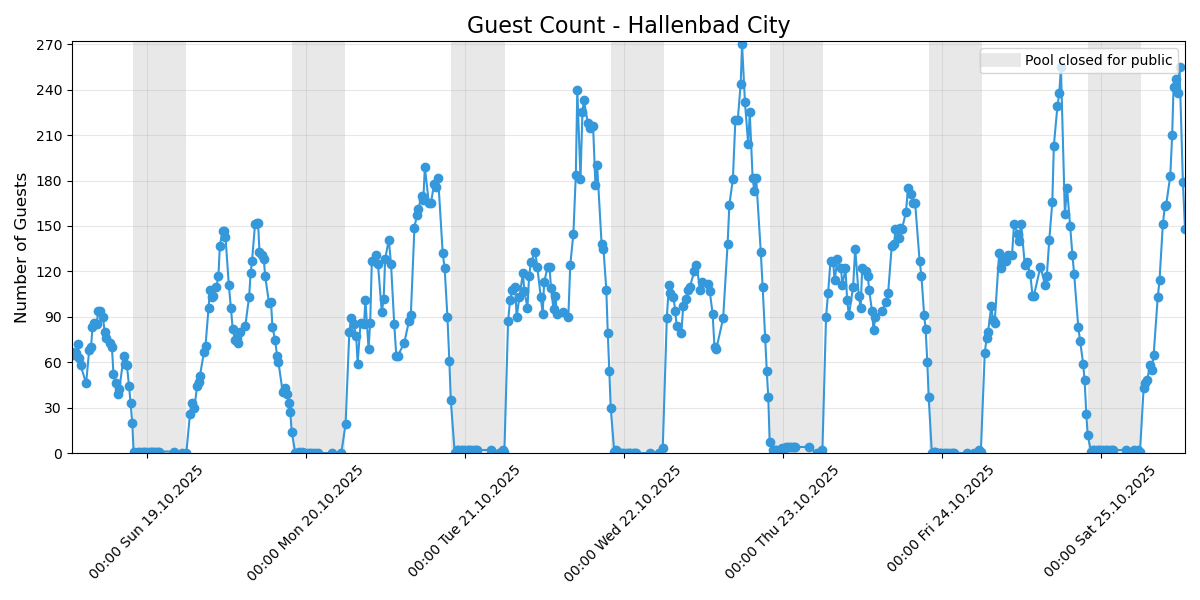 Guest Count - Hallenbad City
Pool closed for public
Number of Guests
270
240
210
180
150
120
90
60
30
0
00:00 Sun 19.10.2025
00:00 Mon 20.10.2025
00:00 Tue 21.10.2025
00:00 Wed 22.10.2025
00:00 Thu 23.10.2025
00:00 Fri 24.10.2025
00:00 Sat 25.10.2025